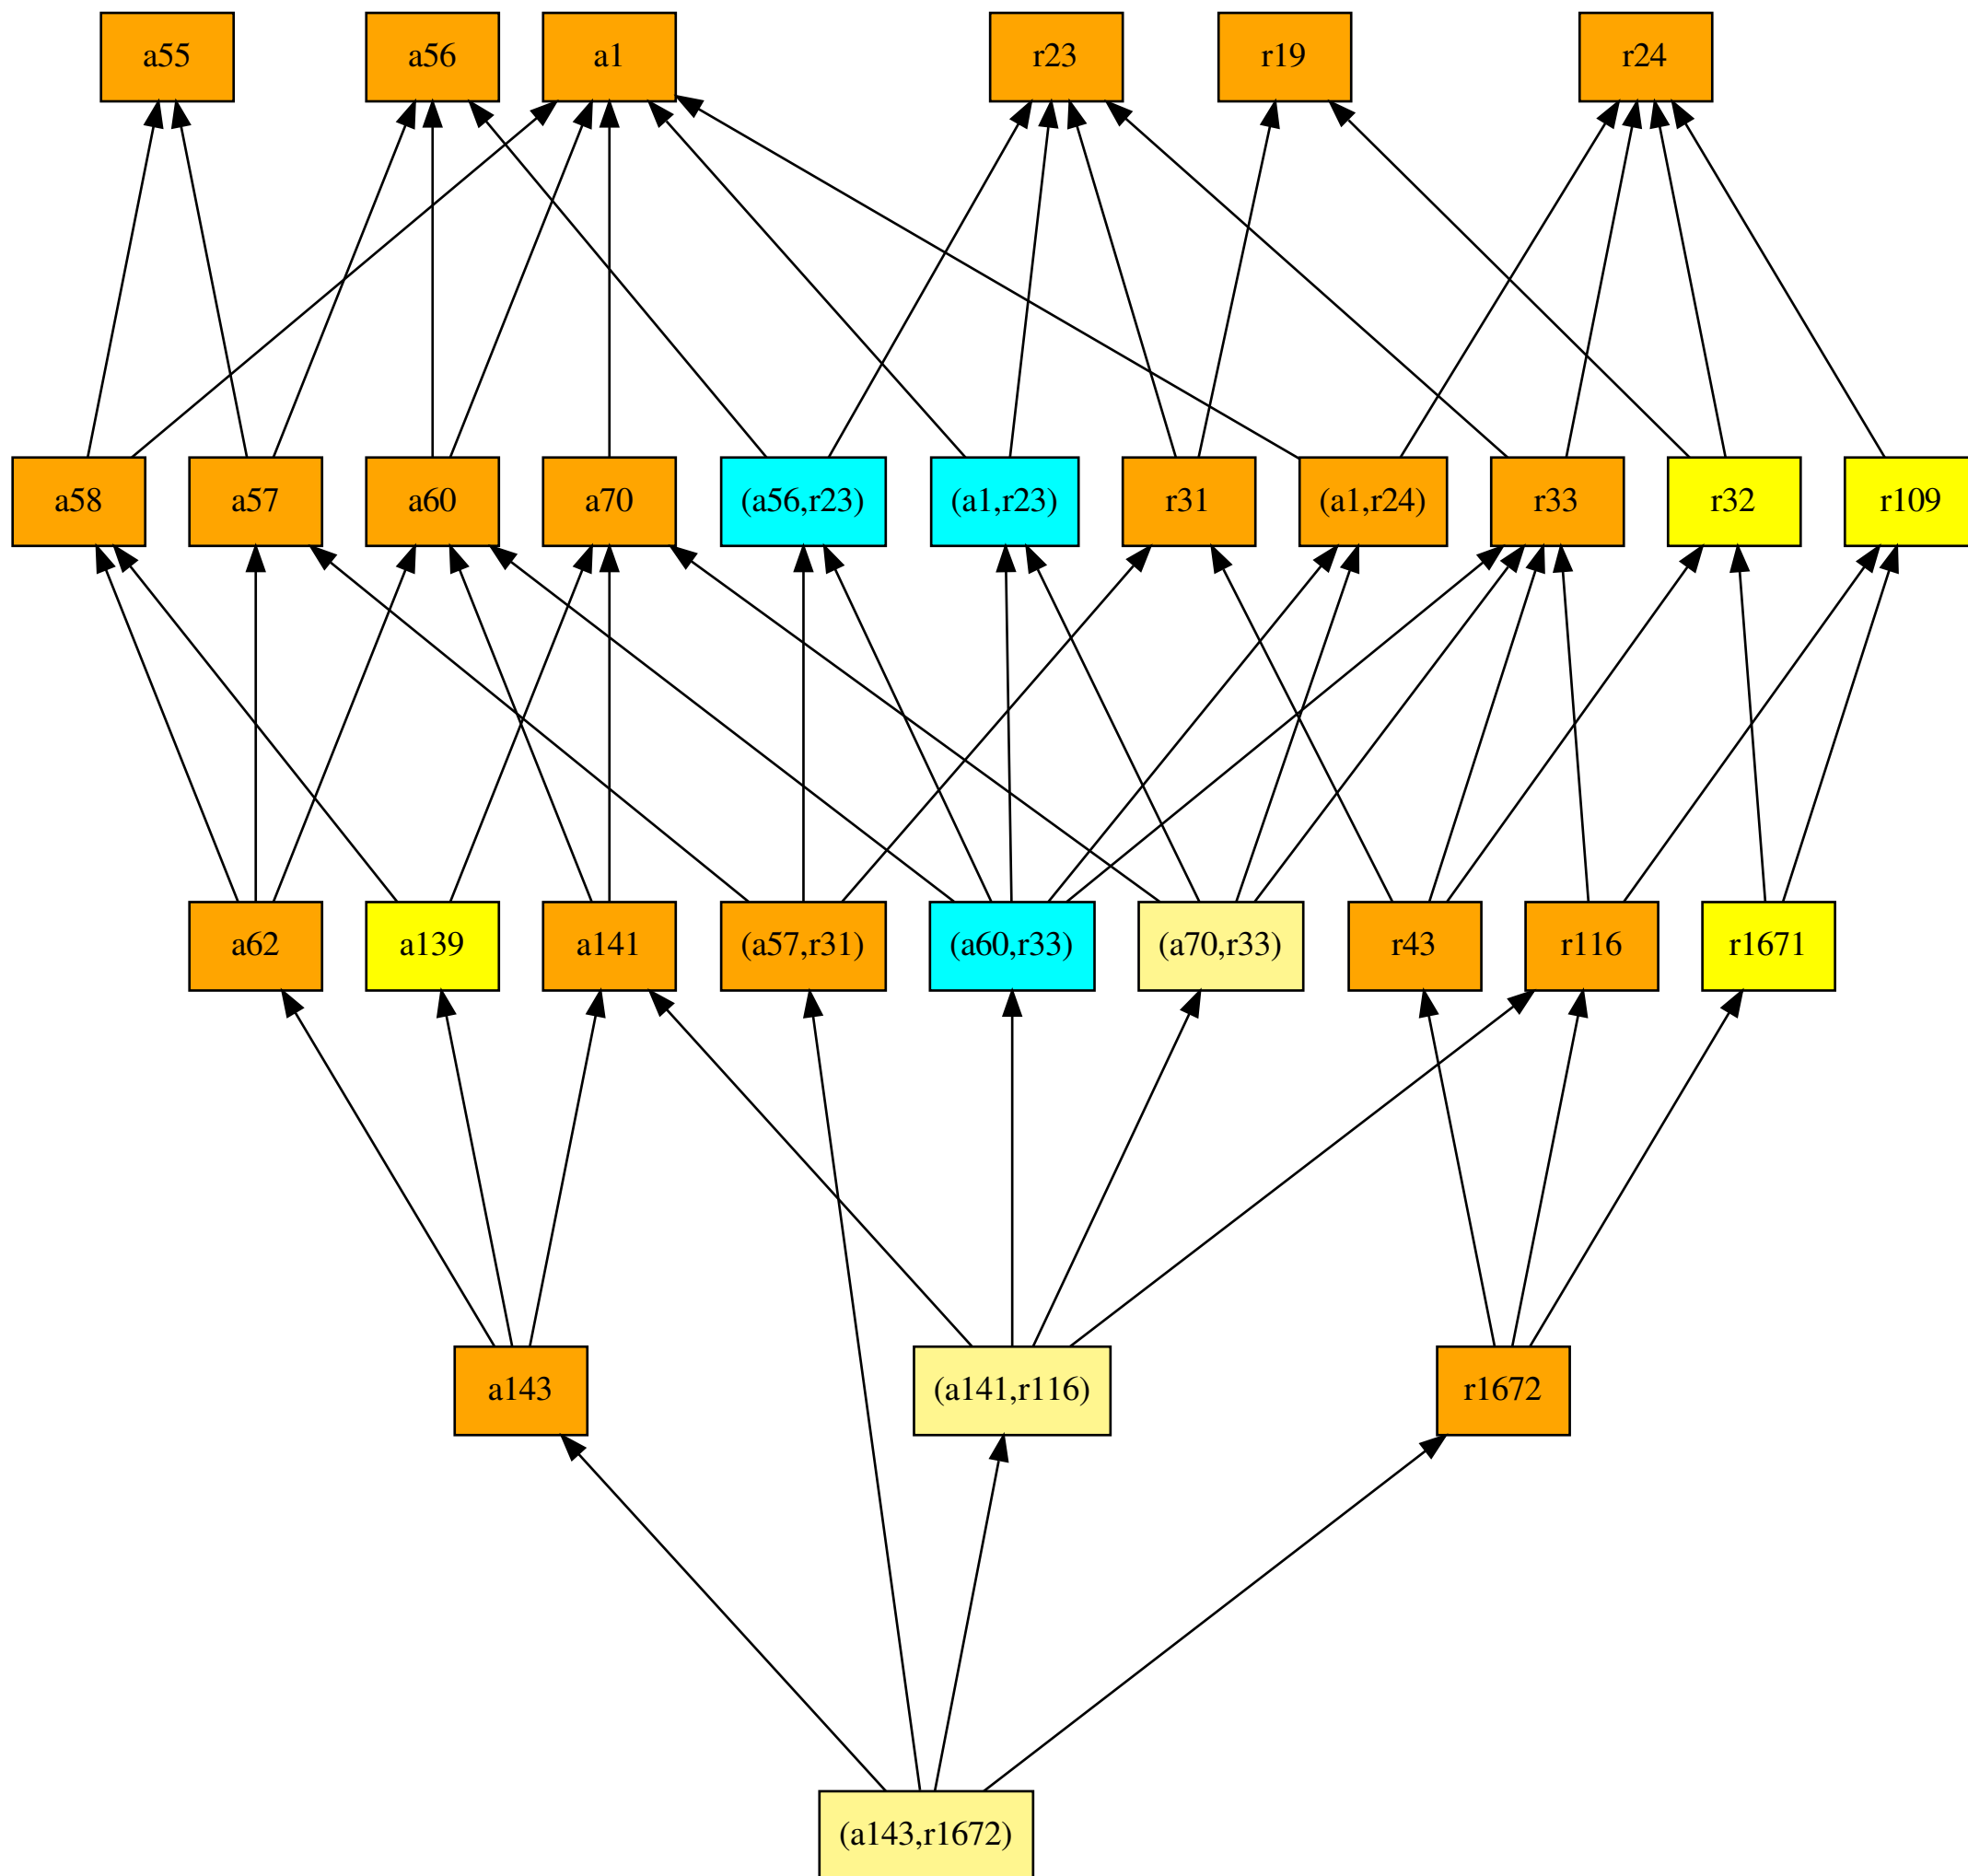 a55 a56 a1 r23 r19 r24
a58 a57 a60 a70 (a56,r23) (a1,r23) r31 (a1,r24) r33 r32 r109
a62 a139 a141 (a57,r31) (a60,r33) (a70,r33) r43 r116 r1671
a143 (a141,r116) r1672
(a143,r1672)